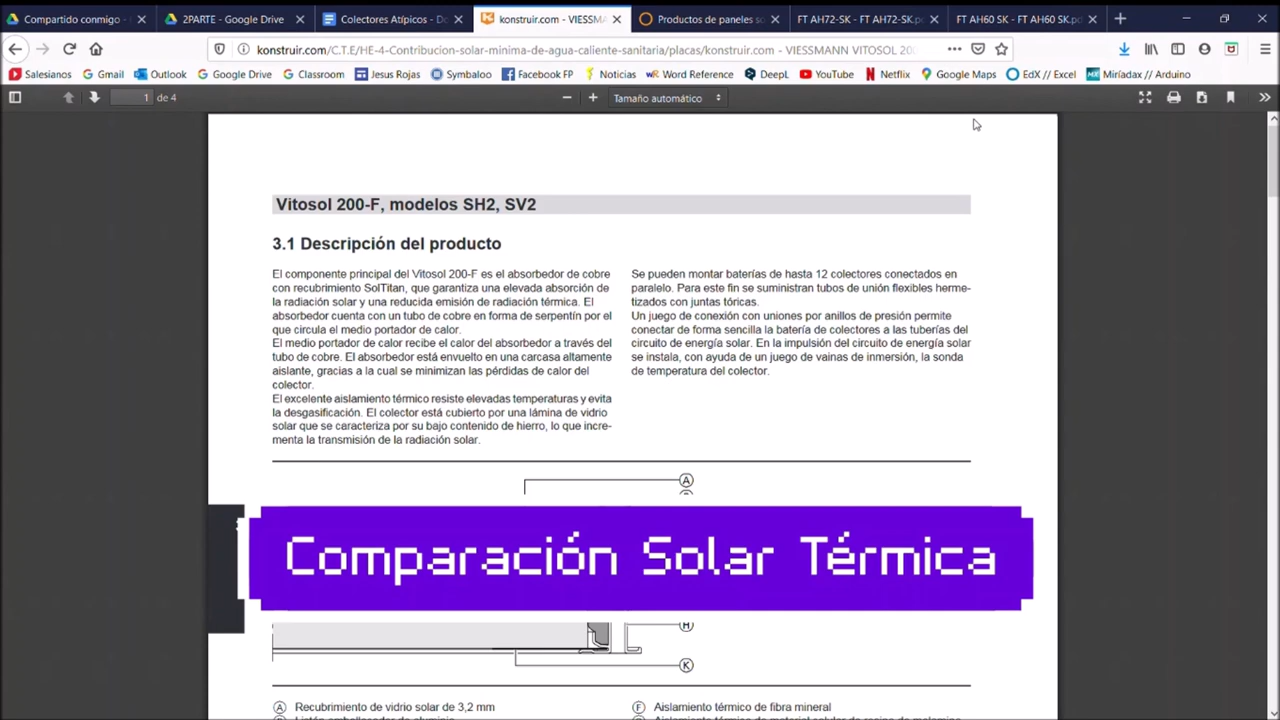 Compartido conmigo -
2PARTE - Google Drive
Colectores Atípicos - Do
konstruir.com - VIESSMA
Productos de paneles so
FT AH72-SK - FT AH72-SK.p
FT AH60 SK - FT AH60 SK.pd
konstruir.com/C.T.E/HE-4-Contribucion-solar-minima-de-agua-caliente-sanitaria/placas/konstruir.com - VIESSMANN VITOSOL 20
Salesianos
Gmail
Outlook
Google Drive
Classroom
Jesus Rojas
Symbaloo
Facebook FP
Noticias
Word Reference
DeepL
YouTube
Netflix
Google Maps
EdX // Excel
Miríadax // Arduino
1 de 4
Tamaño automático
Vitosol 200-F, modelos SH2, SV2
3.1 Descripción del producto
El componente principal del Vitosol 200-F es el absorbedor de cobre
con recubrimiento SolTitan, que garantiza una elevada absorción de
la radiación solar y una reducida emisión de radiación térmica. El
absorbedor cuenta con un tubo de cobre en forma de serpentín por el
que circula el medio portador de calor.
El medio portador de calor recibe el calor del absorbedor a través del
tubo de cobre. El absorbedor está envuelto en una carcasa altamente
aislante, gracias a la cual se minimizan las pérdidas de calor del
colector.
El excelente aislamiento térmico resiste elevadas temperaturas y evita
la desgasificación. El colector está cubierto por una lámina de vidrio
solar que se caracteriza por su bajo contenido de hierro, lo que incre-
menta la transmisión de la radiación solar.
Se pueden montar baterías de hasta 12 colectores conectados en
paralelo. Para este fin se suministran tubos de unión flexibles herme-
tizados con juntas tóricas.
Un juego de conexión con uniones por anillos de presión permite
conectar de forma sencilla la batería de colectores a las tuberías del
circuito de energía solar. En la impulsión del circuito de energía solar
se instala, con ayuda de un juego de vainas de inmersión, la sonda
de temperatura del colector.
A
Comparación Solar Térmica
H
K
A Recubrimiento de vidrio solar de 3,2 mm
F Aislamiento térmico de fibra mineral